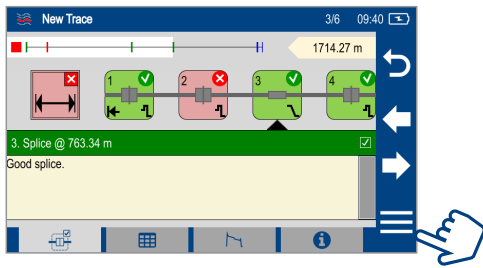 New Trace 3/6 09:40
1714.27 m
1 2 3 4
3. Splice @ 763.34 m
Good splice.